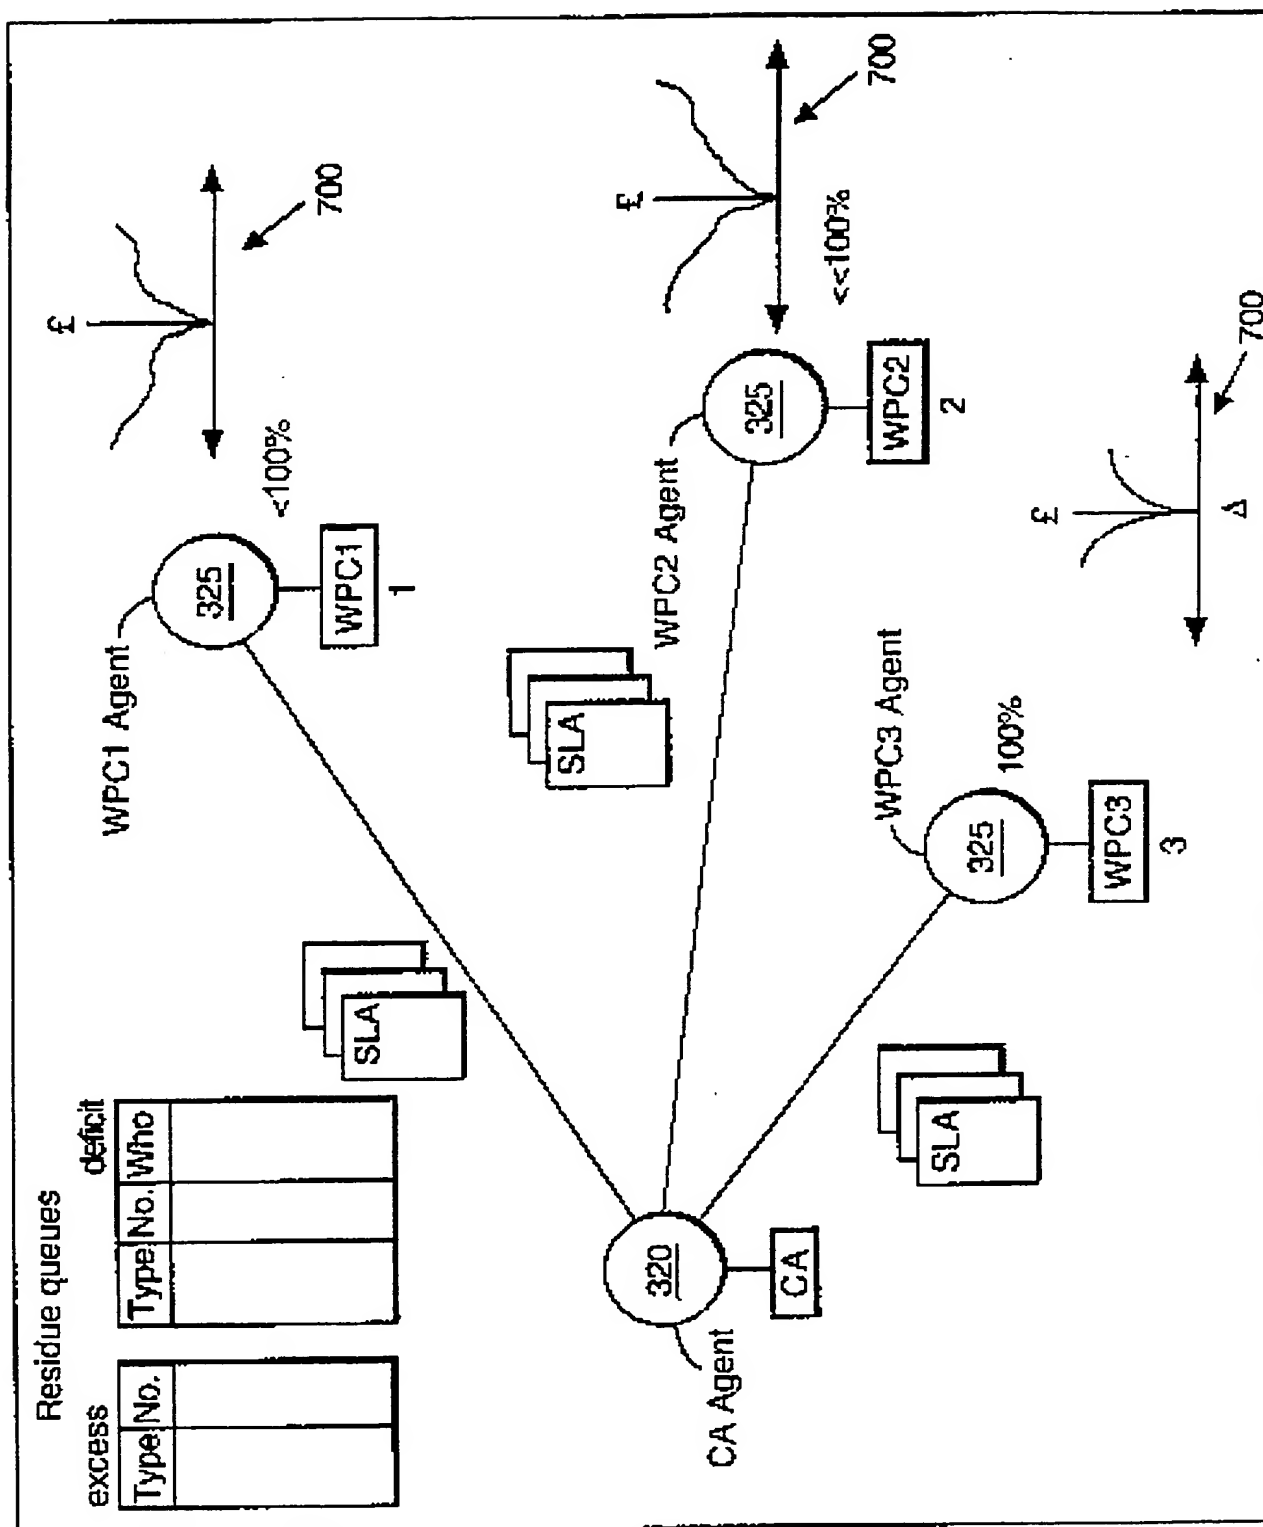 Residue queues
excess
deficit
Type No.
Type No. Who
WPC1 Agent
325
<100%
WPC1
1
£
700
SLA
WPC2 Agent
325
<<100%
WPC2
2
£
700
SLA
CA Agent
320
CA
WPC3 Agent
325
100%
WPC3
3
£
Δ
700
SLA